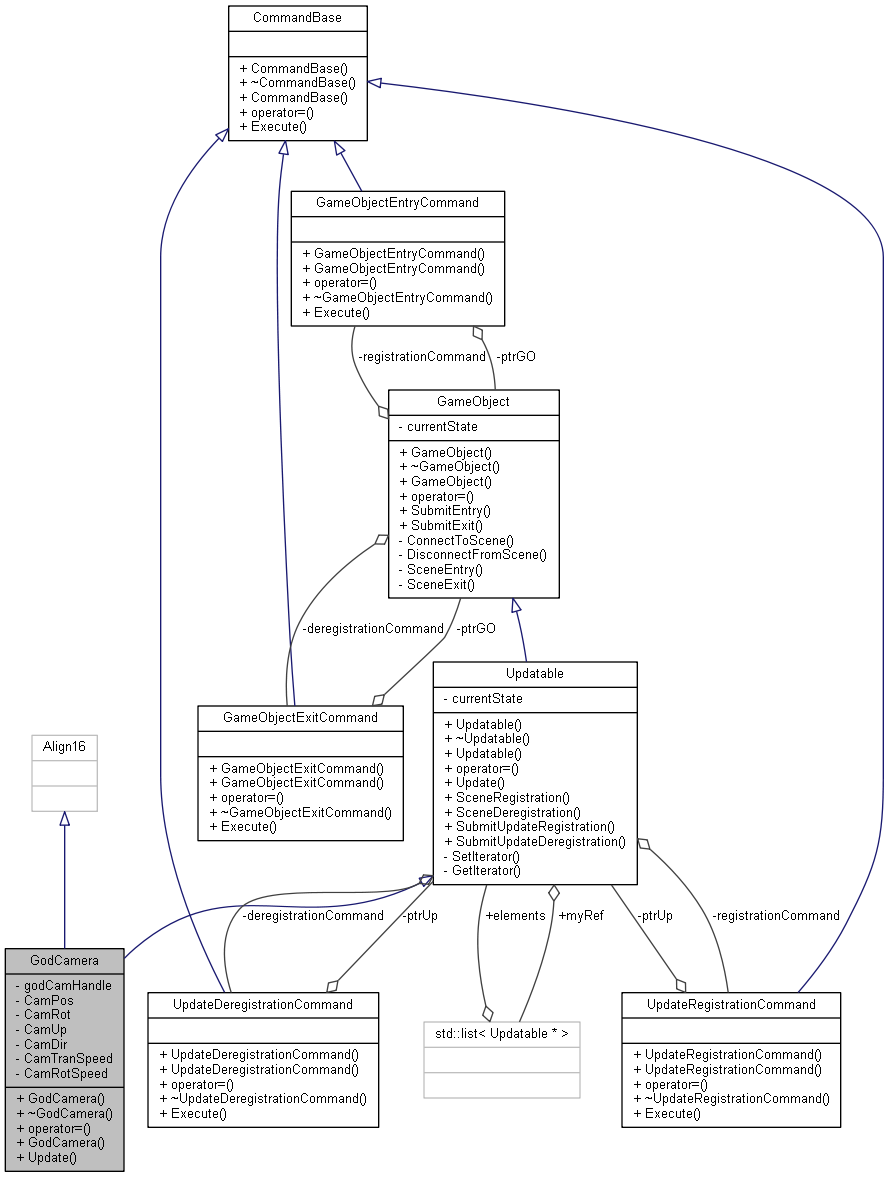 CommandBase
+ CommandBase()
+ ~CommandBase()
+ CommandBase()
+ operator=()
+ Execute()
GameObjectEntryCommand
+ GameObjectEntryCommand()
+ GameObjectEntryCommand()
+ operator=()
+ ~GameObjectEntryCommand()
+ Execute()
-registrationCommand
-ptrGO
GameObject
- currentState
+ GameObject()
+ ~GameObject()
+ GameObject()
+ operator=()
+ SubmitEntry()
+ SubmitExit()
- ConnectToScene()
- DisconnectFromScene()
- SceneEntry()
- SceneExit()
-deregistrationCommand
-ptrGO
Updatable
- currentState
+ Updatable()
+ ~Updatable()
+ Updatable()
+ operator=()
+ Update()
+ SceneRegistration()
+ SceneDeregistration()
+ SubmitUpdateRegistration()
+ SubmitUpdateDeregistration()
- SetIterator()
- GetIterator()
GameObjectExitCommand
+ GameObjectExitCommand()
+ GameObjectExitCommand()
+ operator=()
+ ~GameObjectExitCommand()
+ Execute()
Align16
-deregistrationCommand
-ptrUp
+elements
+myRef
-ptrUp
-registrationCommand
GodCamera
- godCamHandle
- CamPos
- CamRot
- CamUp
- CamDir
- CamTranSpeed
- CamRotSpeed
+ GodCamera()
+ ~GodCamera()
+ operator=()
+ GodCamera()
+ Update()
UpdateDeregistrationCommand
+ UpdateDeregistrationCommand()
+ UpdateDeregistrationCommand()
+ operator=()
+ ~UpdateDeregistrationCommand()
+ Execute()
std::list< Updatable * >
UpdateRegistrationCommand
+ UpdateRegistrationCommand()
+ UpdateRegistrationCommand()
+ operator=()
+ ~UpdateRegistrationCommand()
+ Execute()